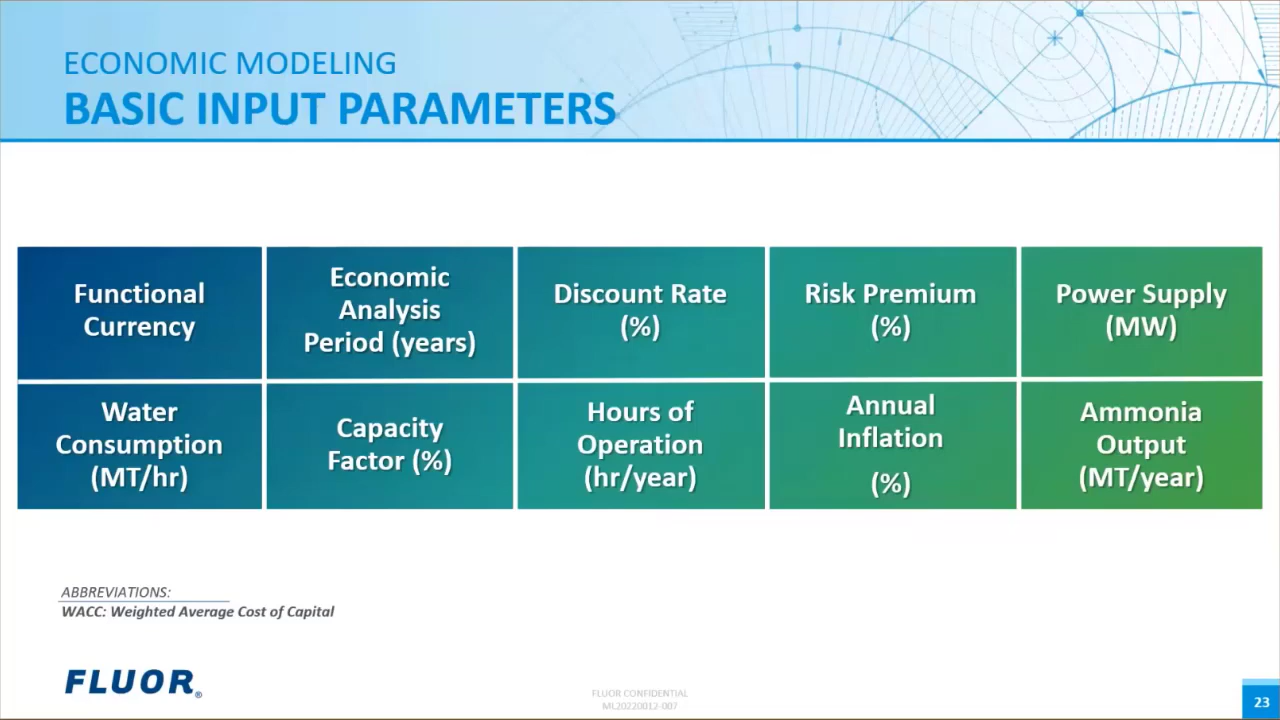 ECONOMIC MODELING
BASIC INPUT PARAMETERS
Functional
Currency
Economic
Analysis
Period (years)
Discount Rate
(%)
Risk Premium
(%)
Power Supply
(MW)
Water
Consumption
(MT/hr)
Capacity
Factor (%)
Hours of
Operation
(hr/year)
Annual
Inflation
(%)
Ammonia
Output
(MT/year)
ABBREVIATIONS:
WACC: Weighted Average Cost of Capital
FLUOR®
FLUOR CONFIDENTIAL
ML20220012-007
23